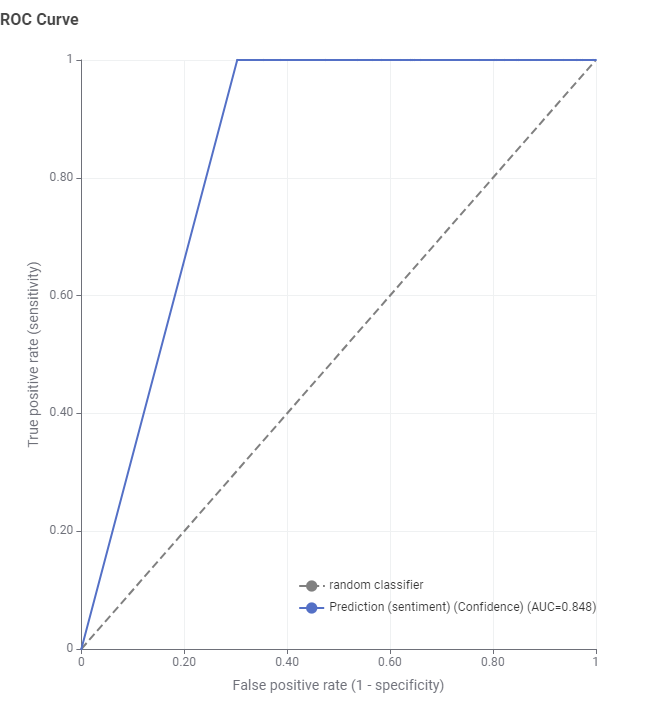 ROC Curve
1
0.80
0.60
0.40
0.20
0
True positive rate (sensitivity)
random classifier
Prediction (sentiment) (Confidence) (AUC=0.848)
0 0.20 0.40 0.60 0.80 1
False positive rate (1 - specificity)